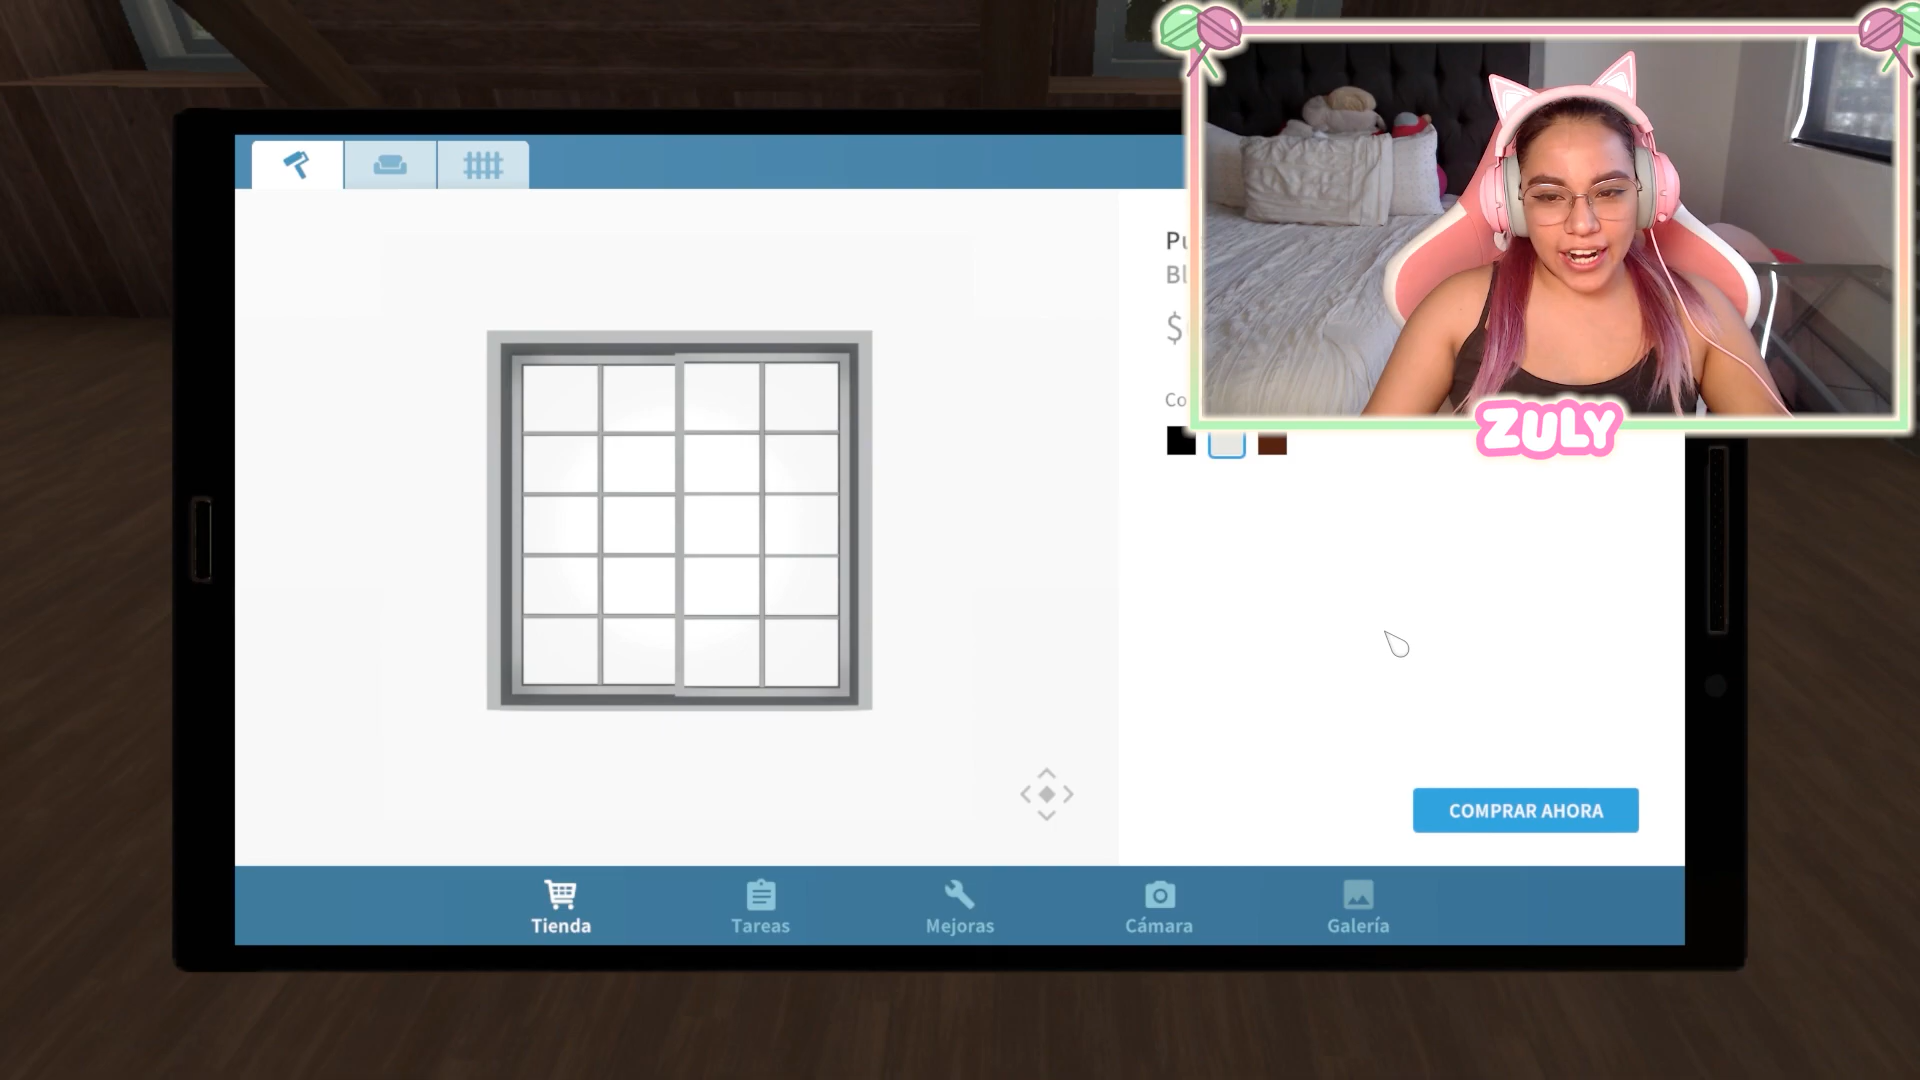 $
ZULY
COMPRAR AHORA
Tienda
Tareas
Mejoras
Cámara
Galería